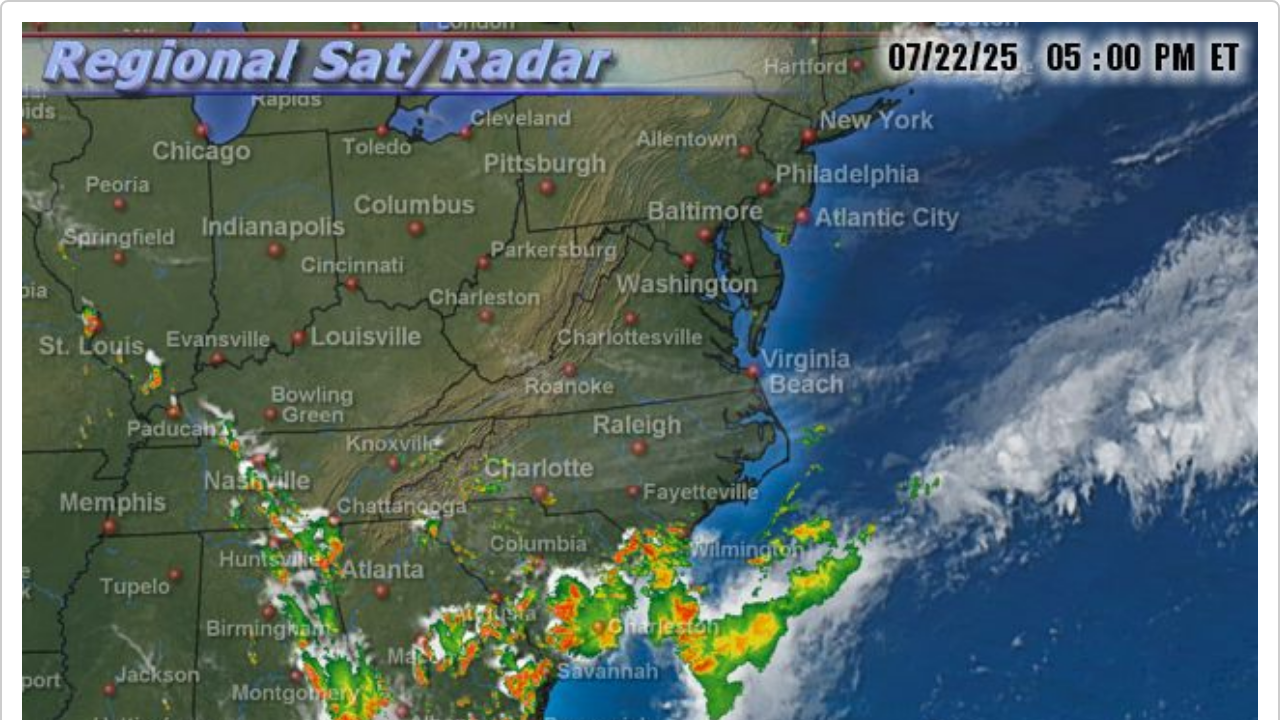 London
Regional Sat/Radar
07/22/25 05 :00 PM ET
Hartford
Rapids
Cleveland
New York
Chicago
Toledo
Allentown
Pittsburgh
Philadelphia
Peoria
Columbus
Baltimore
Atlantic City
Indianapolis
Springfield
Parkersburg
Cincinnati
Washington
Charleston
St. Louis
Evansville
Louisville
Charlottesville
Virginia
Beach
Roanoke
Bowling
Green
Paducah
Raleigh
Knoxville
Charlotte
Nashville
Fayetteville
Memphis
Chattanooga
Columbia
Wilmington
Huntsville
Atlanta
Tupelo
Augusta
Birmingham
Charleston
Macon
Savannah
Jackson
port
Montgomery